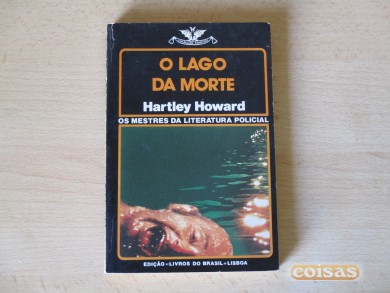 O LAGO
DA MORTE
Hartley Howard
OS MESTRES DA LITERATURA POLICIAL
EDIÇÃO • LIVROS DO BRASIL • LISBOA
coisas